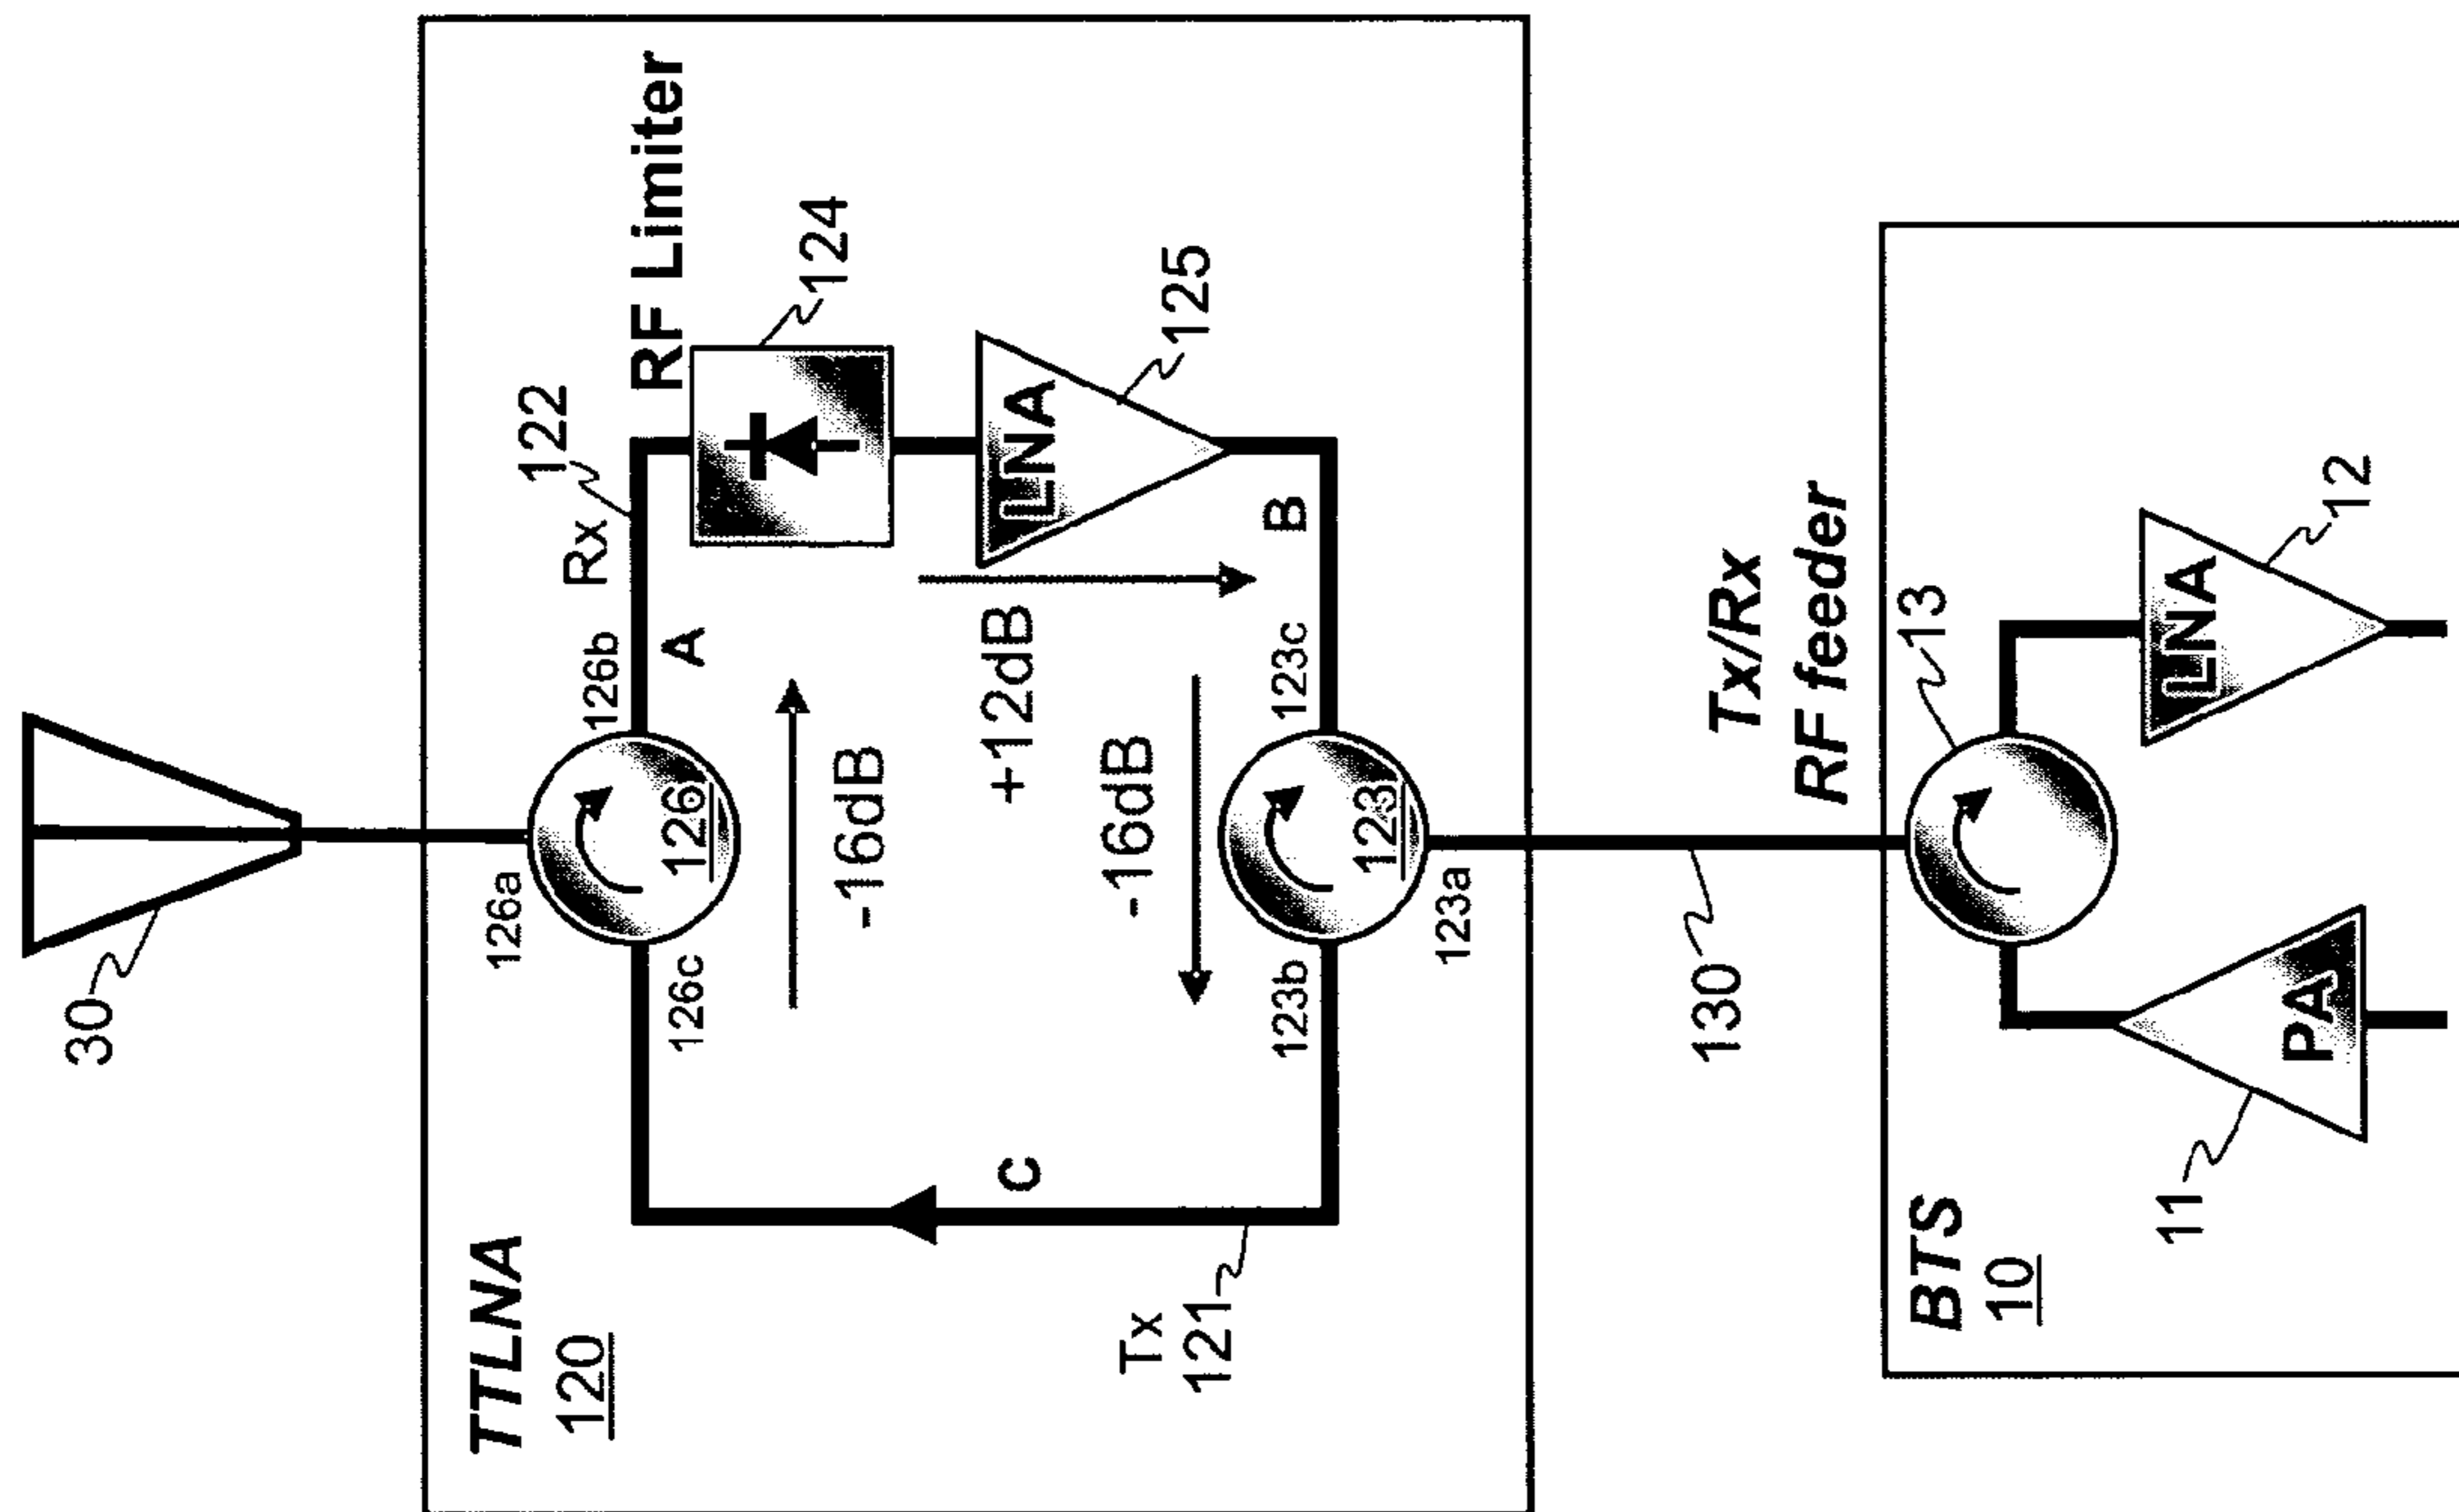 30
TTLNA
120
126a
126c
126b
126
A
Rx
122
RF Limiter
124
-16dB
+12dB
LNA
125
C
Tx
121
-16dB
B
123b
123
123c
123a
130
Tx/Rx
RF feeder
BTS
10
13
11
PA
LNA
12